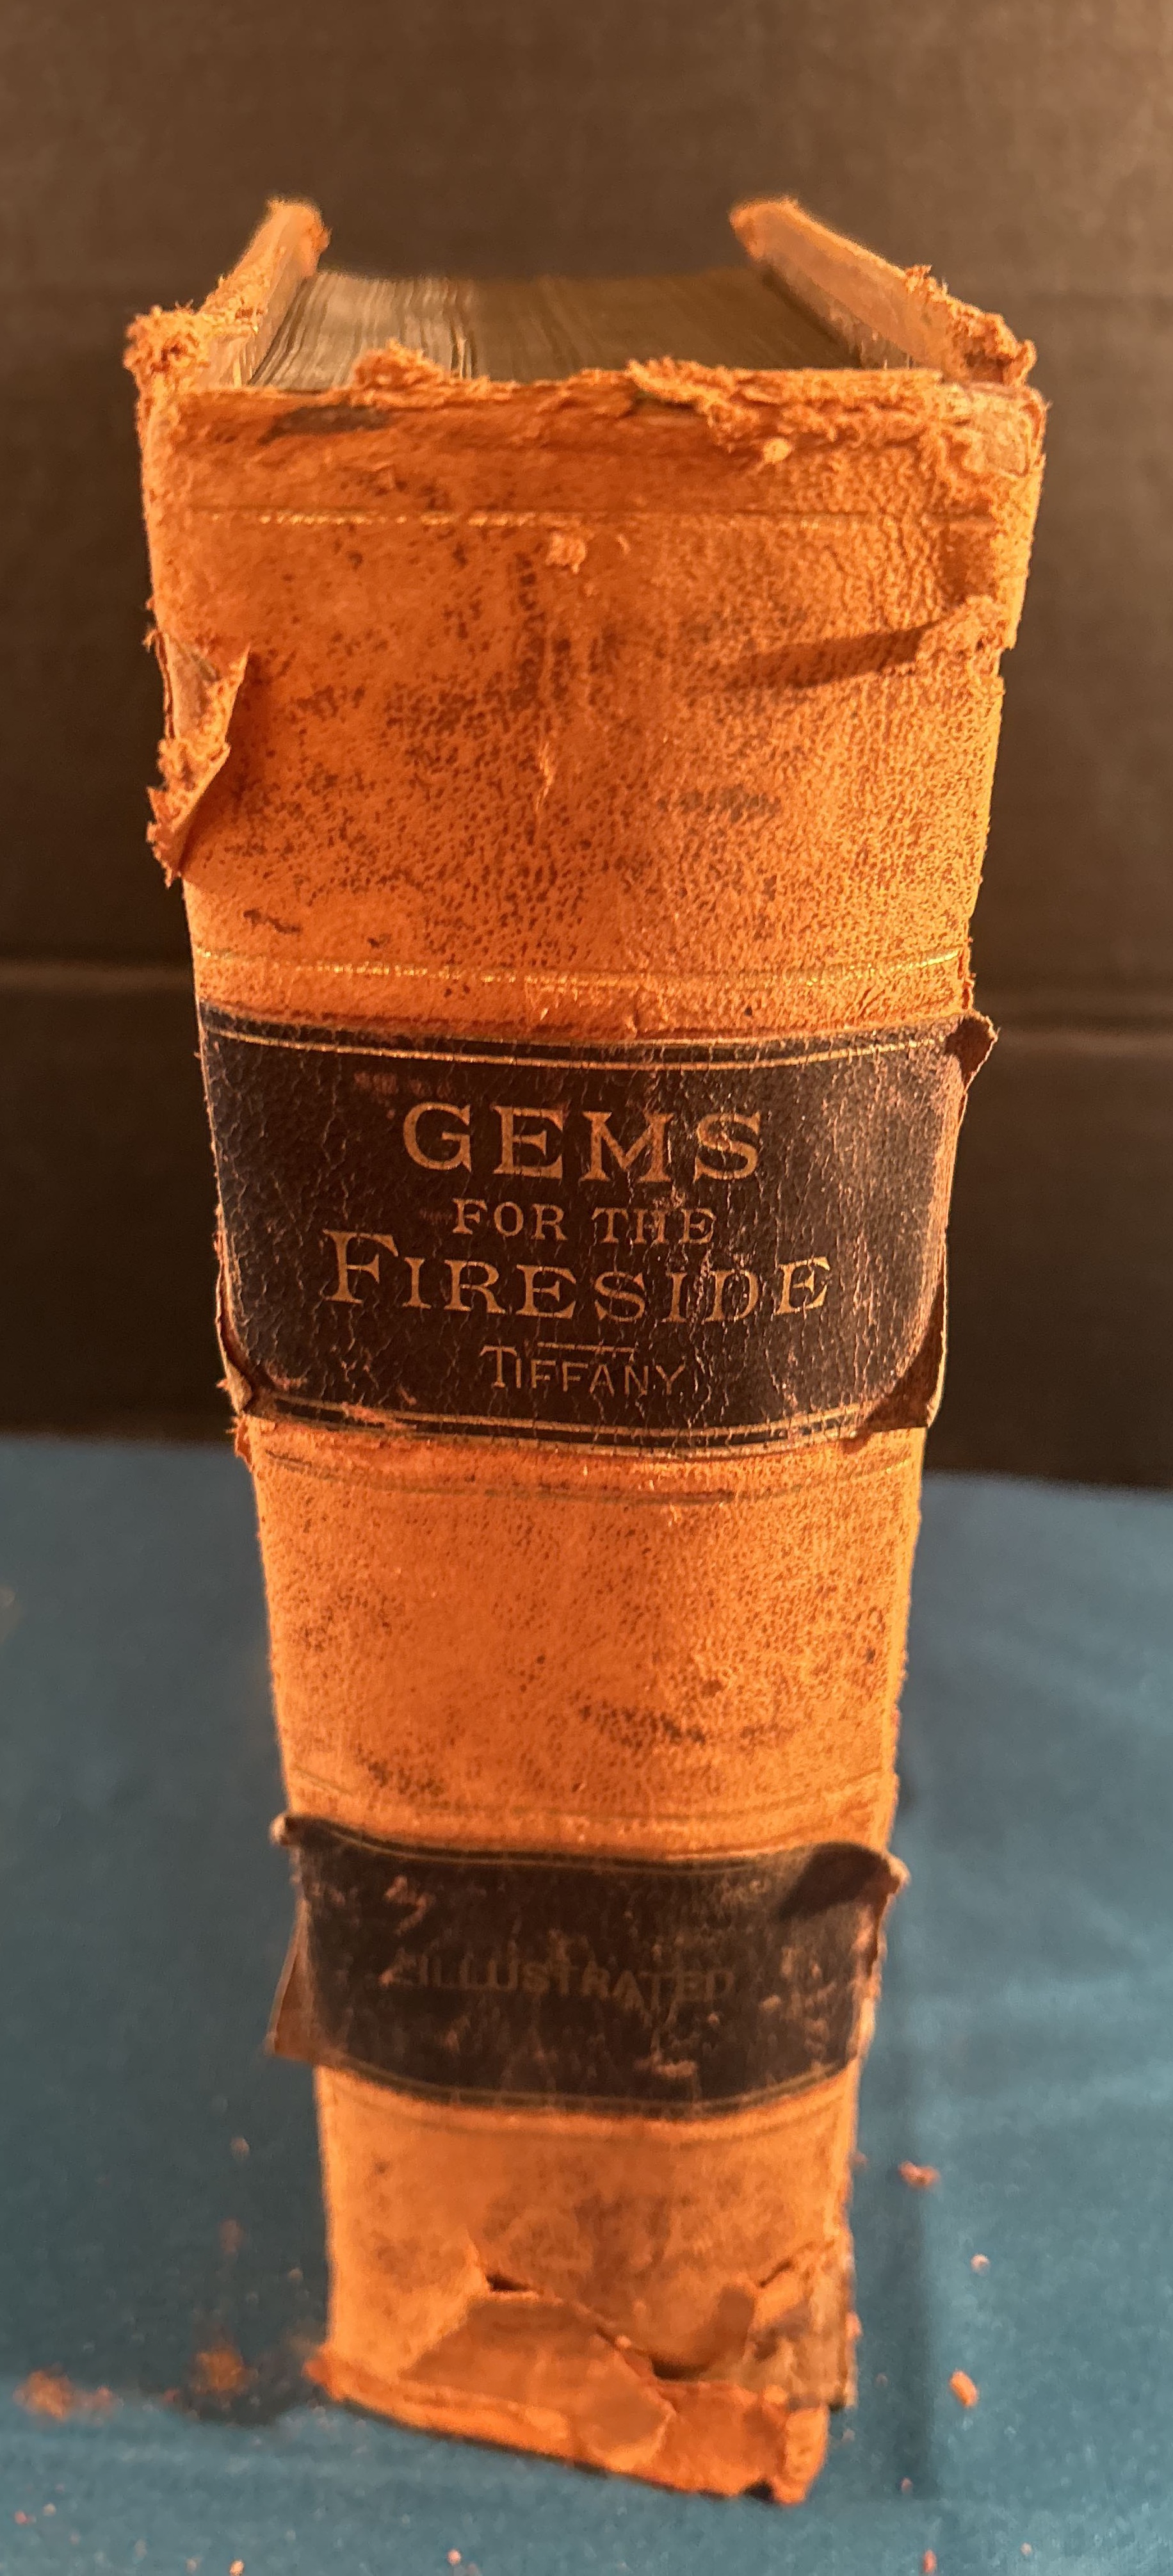 GEMS
FOR THE
FIRESIDE
TIFFANY
ILLUSTRATED